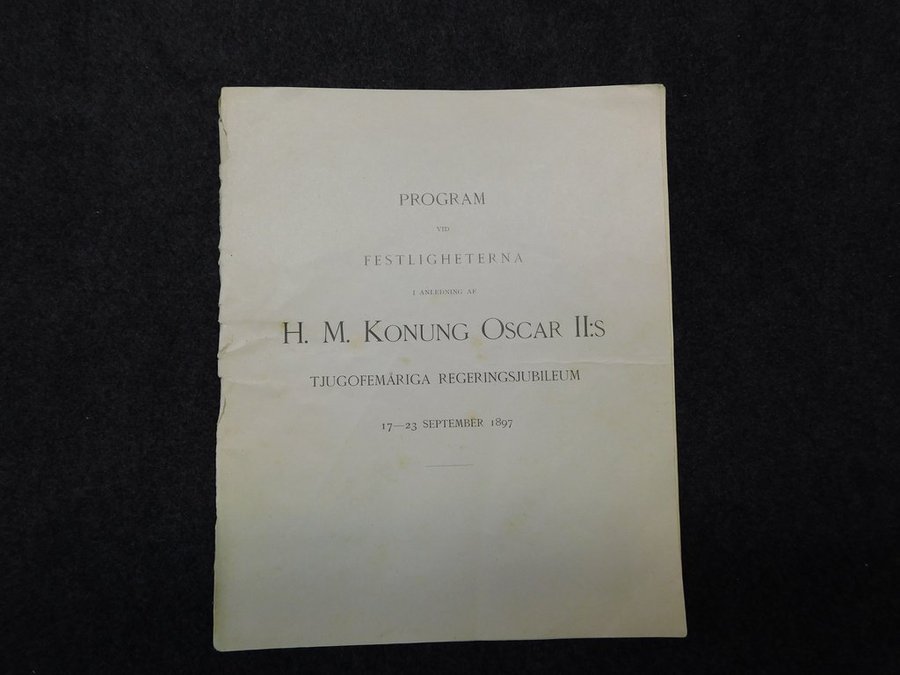 PROGRAM
VID
FESTLIGHETERNA
I ANLEDNING AF
H. M. KONUNG OSCAR II:S
TJUGOFEMÅRIGA REGERINGSJUBILEUM
17—23 SEPTEMBER 1897